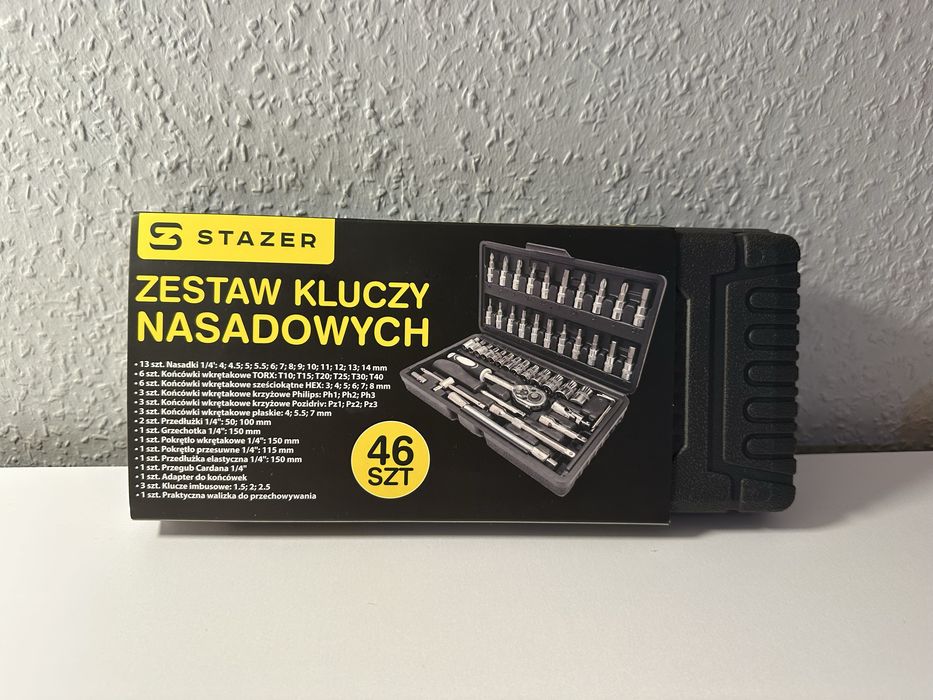 STAZER
ZESTAW KLUCZY
NASADOWYCH
• 13 szt. Nasadki 1/4': 4; 4.5; 5; 5.5; 6; 7; 8; 9; 10; 11; 12; 13; 14 mm
• 6 szt. Końcówki wkrętakowe TORX: T10; T15; T20; T25; T30; T40
• 6 szt. Końcówki wkrętakowe sześciokątne HEX: 3; 4; 5; 6; 7; 8 mm
• 3 szt. Końcówki wkrętakowe krzyżowe Philips: Ph1; Ph2; Ph3
• 3 szt. Końcówki wkrętakowe krzyżowe Pozidriv: Pz1; Pz2; Pz3
• 3 szt. Końcówki wkrętakowe płaskie: 4; 5.5; 7 mm
• 2 szt. Przedłużki 1/4": 50; 100 mm
• 1 szt. Grzechotka 1/4": 150 mm
• 1 szt. Pokrętło wkrętakowe 1/4": 150 mm
• 1 szt. Pokrętło przesuwne 1/4": 115 mm
• 1 szt. Przedłużka elastyczna 1/4": 150 mm
• 1 szt. Przegub Cardana 1/4"
• 1 szt. Adapter do końcówek
• 3 szt. Klucze imbusowe: 1.5; 2; 2.5
• 1 szt. Praktyczna walizka do przechowywania
46
SZT